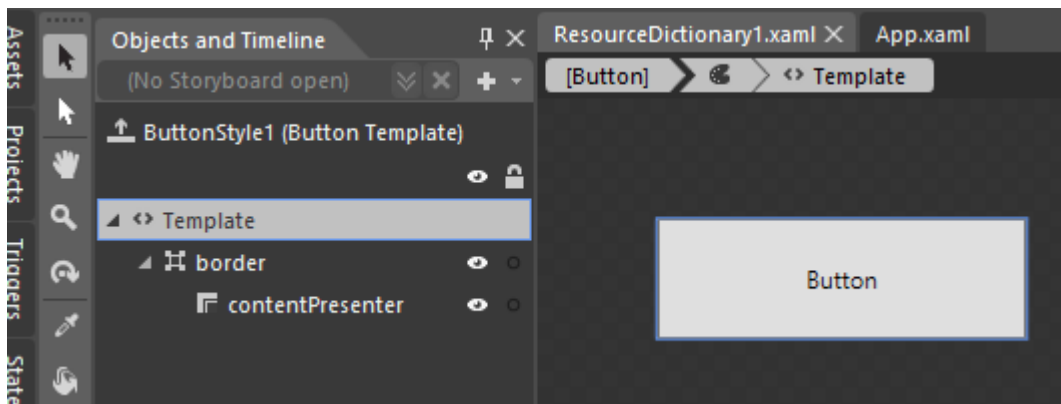 Assets
Projects
Triggers
State
Objects and Timeline
(No Storyboard open)
ButtonStyle1 (Button Template)
Template
border
contentPresenter
ResourceDictionary1.xaml
App.xaml
[Button]
Template
Button